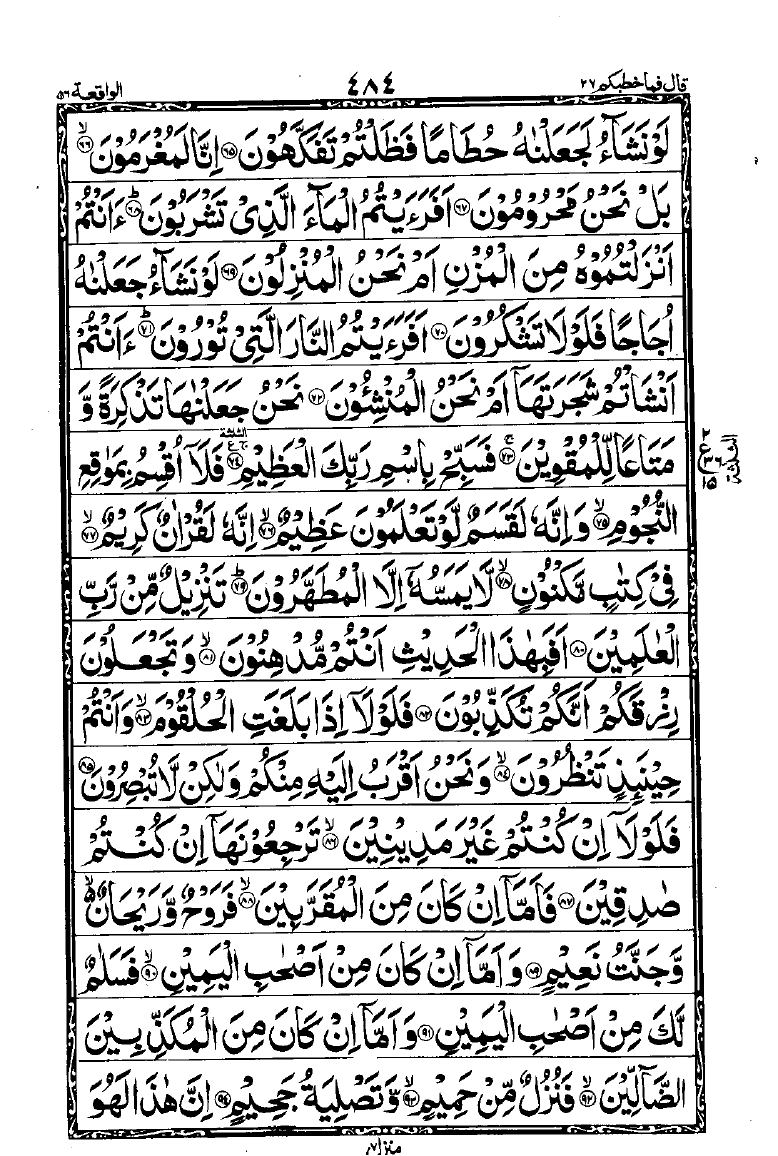 قال فما خطبكم ٢٧ ٤٨٤ الواقعة ٥٦
لَوْ نَشَآءُ لَجَعَلْنٰهُ حُطَامًا فَظَلْتُمْ تَفَكَّهُوْنَ ﴿٦٥﴾ اِنَّا لَمُغْرَمُوْنَ ﴿٦٦﴾ۙ
بَلْ نَحْنُ مَحْرُوْمُوْنَ ﴿٦٧﴾ اَفَرَءَيْتُمُ الْمَآءَ الَّذِىْ تَشْرَبُوْنَ ﴿٦٨﴾ؕ ءَاَنْتُمْ
اَنْزَلْتُمُوْهُ مِنَ الْمُزْنِ اَمْ نَحْنُ الْمُنْزِلُوْنَ ﴿٦٩﴾ لَوْ نَشَآءُ جَعَلْنٰهُ
اُجَاجًا فَلَوْلَا تَشْكُرُوْنَ ﴿٧٠﴾ اَفَرَءَيْتُمُ النَّارَ الَّتِىْ تُوْرُوْنَ ﴿٧١﴾ؕ ءَاَنْتُمْ
اَنْشَاْتُمْ شَجَرَتَهَآ اَمْ نَحْنُ الْمُنْشِئُوْنَ ﴿٧٢﴾ نَحْنُ جَعَلْنٰهَا تَذْكِرَةً وَّ
مَتَاعًا لِّلْمُقْوِيْنَ ﴿٧٣﴾ۚ فَسَبِّحْ بِاسْمِ رَبِّكَ الْعَظِيْمِ ﴿٧٤﴾ فَلَآ اُقْسِمُ بِمَوٰقِعِ
النُّجُوْمِ ﴿٧٥﴾ۙ وَاِنَّهٗ لَقَسَمٌ لَّوْ تَعْلَمُوْنَ عَظِيْمٌ ﴿٧٦﴾ۙ اِنَّهٗ لَقُرْاٰنٌ كَرِيْمٌ ﴿٧٧﴾ۙ
فِىْ كِتٰبٍ مَّكْنُوْنٍ ﴿٧٨﴾ۙ لَّا يَمَسُّهٗۤ اِلَّا الْمُطَهَّرُوْنَ ﴿٧٩﴾ؕ تَنْزِيْلٌ مِّنْ رَّبِّ
الْعٰلَمِيْنَ ﴿٨٠﴾ اَفَبِهٰذَا الْحَدِيْثِ اَنْتُمْ مُّدْهِنُوْنَ ﴿٨١﴾ۙ وَتَجْعَلُوْنَ
رِزْقَكُمْ اَنَّكُمْ تُكَذِّبُوْنَ ﴿٨٢﴾ فَلَوْلَآ اِذَا بَلَغَتِ الْحُلْقُوْمَ ﴿٨٣﴾ۙ وَاَنْتُمْ
حِيْنَئِذٍ تَنْظُرُوْنَ ﴿٨٤﴾ۙ وَنَحْنُ اَقْرَبُ اِلَيْهِ مِنْكُمْ وَلٰكِنْ لَّا تُبْصِرُوْنَ ﴿٨٥﴾
فَلَوْلَآ اِنْ كُنْتُمْ غَيْرَ مَدِيْنِيْنَ ﴿٨٦﴾ۙ تَرْجِعُوْنَهَآ اِنْ كُنْتُمْ
صٰدِقِيْنَ ﴿٨٧﴾ فَاَمَّآ اِنْ كَانَ مِنَ الْمُقَرَّبِيْنَ ﴿٨٨﴾ۙ فَرَوْحٌ وَّرَيْحَانٌ ۙ
وَّجَنَّتُ نَعِيْمٍ ﴿٨٩﴾ وَاَمَّآ اِنْ كَانَ مِنْ اَصْحٰبِ الْيَمِيْنِ ﴿٩٠﴾ۙ فَسَلٰمٌ
لَّكَ مِنْ اَصْحٰبِ الْيَمِيْنِ ﴿٩١﴾ وَاَمَّآ اِنْ كَانَ مِنَ الْمُكَذِّبِيْنَ
الضَّآلِّيْنَ ﴿٩٢﴾ۙ فَنُزُلٌ مِّنْ حَمِيْمٍ ﴿٩٣﴾ۙ وَّتَصْلِيَةُ جَحِيْمٍ ﴿٩٤﴾ اِنَّ هٰذَا لَهُوَ
منزل ٧